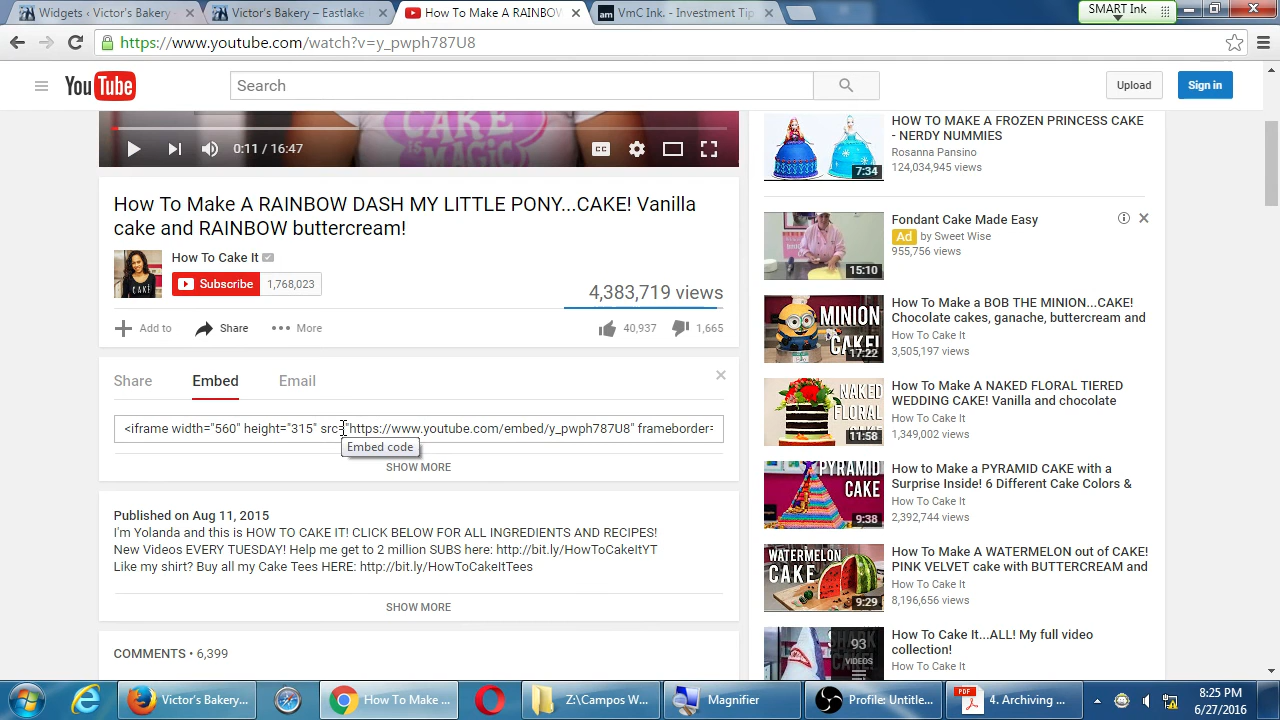 Widgets ‹ Victor's Bakery -
Victor's Bakery – Eastlake
How To Make A RAINBOW
VmC Ink. - Investment Tip
SMART Ink
https://www.youtube.com/watch?v=y_pwph787U8
YouTube
Search
Upload
Sign in
CAKE
IS
MAGIC
0:11 / 16:47
CC
How To Make A RAINBOW DASH MY LITTLE PONY...CAKE! Vanilla
cake and RAINBOW buttercream!
How To Cake It
Subscribe 1,768,023
4,383,719 views
Add to Share More
40,937 1,665
Share Embed Email
<iframe width="560" height="315" src="https://www.youtube.com/embed/y_pwph787U8" frameborder=
Embed code
SHOW MORE
Published on Aug 11, 2015
I'm Yolanda and this is HOW TO CAKE IT! CLICK BELOW FOR ALL INGREDIENTS AND RECIPES!
New Videos EVERY TUESDAY! Help me get to 2 million SUBS here: http://bit.ly/HowToCakeItYT
Like my shirt? Buy all my Cake Tees HERE: http://bit.ly/HowToCakeItTees
SHOW MORE
COMMENTS • 6,399
HOW TO MAKE A FROZEN PRINCESS CAKE
- NERDY NUMMIES
Rosanna Pansino
124,034,945 views
7:34
Fondant Cake Made Easy
Ad by Sweet Wise
955,756 views
15:10
How To Make a BOB THE MINION...CAKE!
Chocolate cakes, ganache, buttercream and
How To Cake It
3,505,197 views
MINION
CAKE!
17:22
How To Make A NAKED FLORAL TIERED
WEDDING CAKE! Vanilla and chocolate
How To Cake It
1,349,002 views
NAKED
FLORAL
11:58
How to Make a PYRAMID CAKE with a
Surprise Inside! 6 Different Cake Colors &
How To Cake It
2,392,744 views
PYRAMID
CAKE
9:38
How To Make A WATERMELON out of CAKE!
PINK VELVET cake with BUTTERCREAM and
How To Cake It
8,196,656 views
WATERMELON
CAKE
9:29
How To Cake It...ALL! My full video
collection!
How To Cake It
93
VIDEOS
Victor's Bakery...
How To Make ...
Z:\Campos W...
Magnifier
Profile: Untitle...
PDF
4. Archiving ...
8:25 PM
6/27/2016